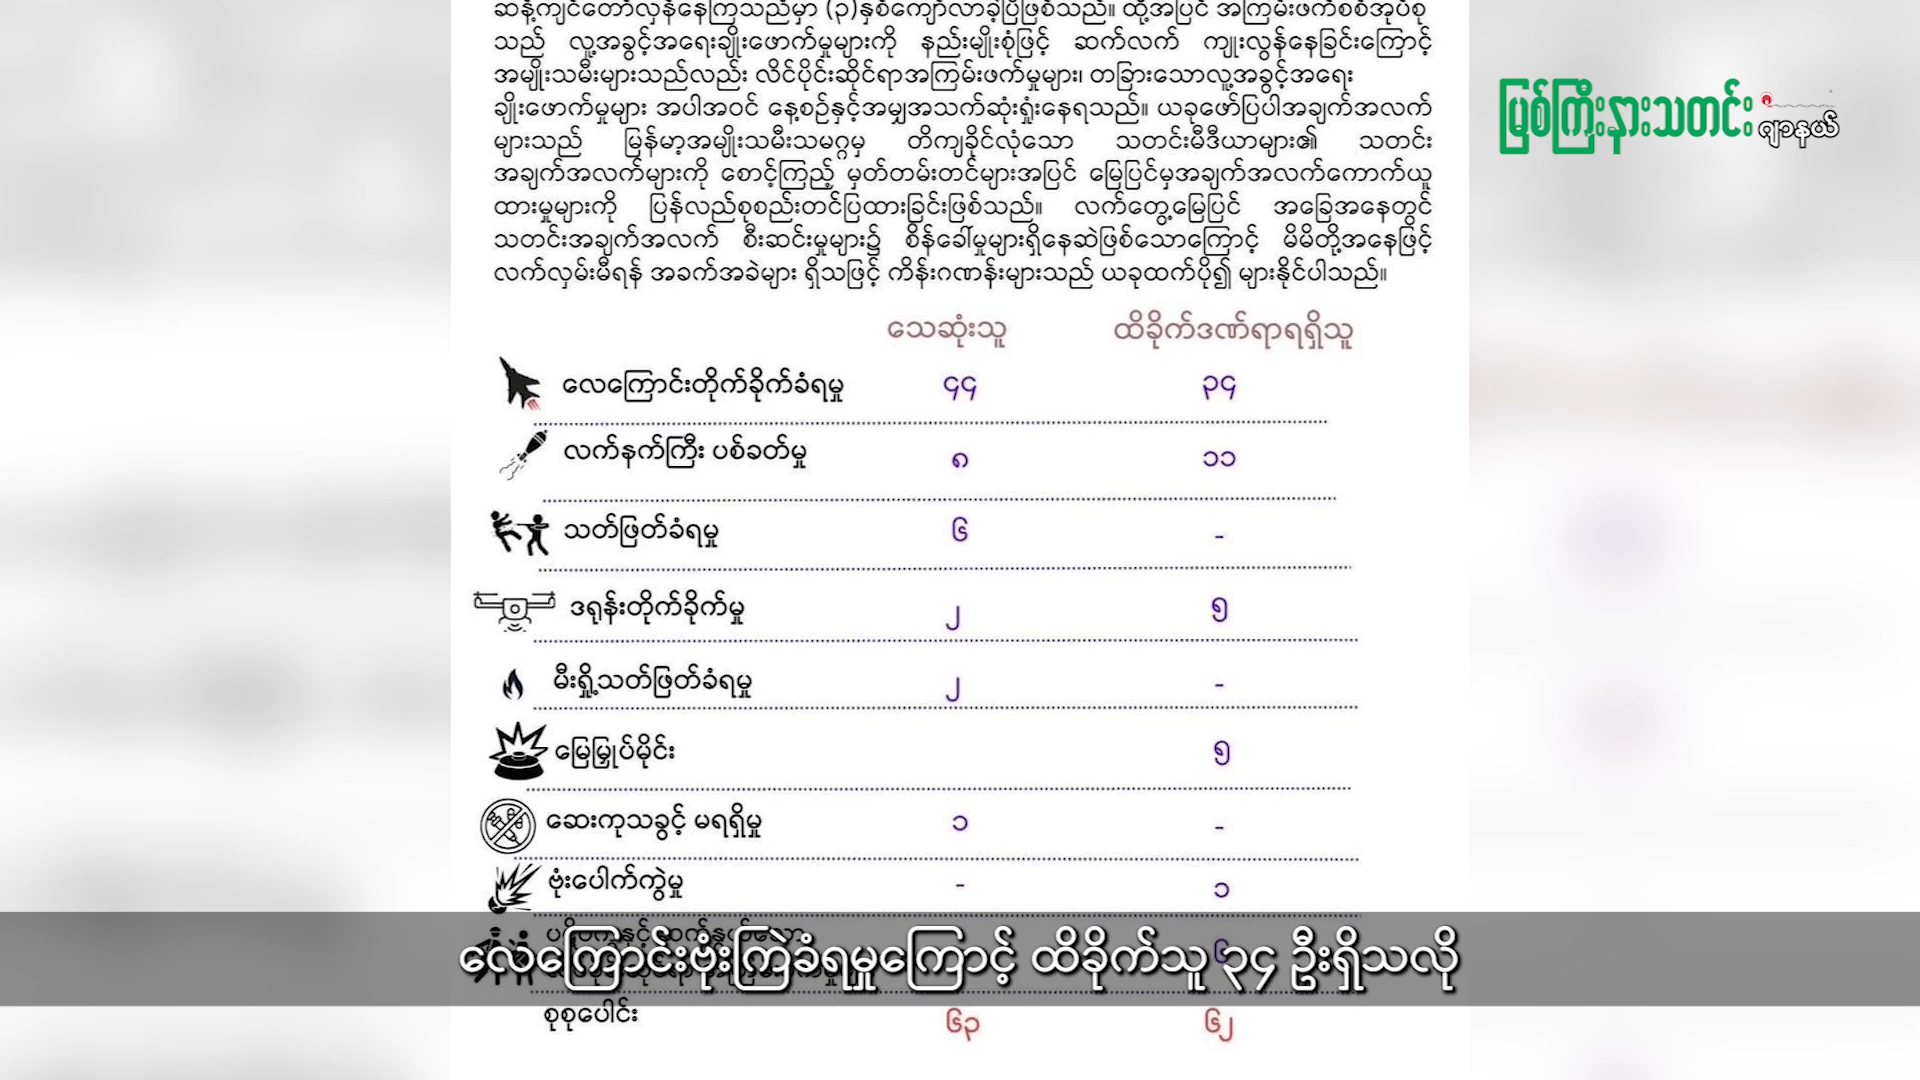 ဆန့်ကျင်တော်လှန်နေကြသည်မှာ (၃)နှစ်ကျော်လာခဲ့ပြီဖြစ်သည်။ ထို့အပြင် အကြမ်းဖက်စစ်အုပ်စု
သည် လူ့အခွင့်အရေးချိုးဖောက်မှုများကို နည်းမျိုးစုံဖြင့် ဆက်လက် ကျူးလွန်နေခြင်းကြောင့်
အမျိုးသမီးများသည်လည်း လိင်ပိုင်းဆိုင်ရာအကြမ်းဖက်မှုများ၊ တခြားသောလူ့အခွင့်အရေး
ချိုးဖောက်မှုများ အပါအဝင် နေ့စဉ်နှင့်အမျှအသက်ဆုံးရှုံးနေရသည်။ ယခုဖော်ပြပါအချက်အလက်
များသည် မြန်မာ့အမျိုးသမီးသမဂ္ဂမှ တိကျခိုင်လုံသော သတင်းမီဒီယာများ၏ သတင်း
အချက်အလက်များကို စောင့်ကြည့် မှတ်တမ်းတင်များအပြင် မြေပြင်မှအချက်အလက်ကောက်ယူ
ထားမှုများကို ပြန်လည်စုစည်းတင်ပြထားခြင်းဖြစ်သည်။ လက်တွေ့မြေပြင် အခြေအနေတွင်
သတင်းအချက်အလက် စီးဆင်းမှုများ၌ စိန်ခေါ်မှုများရှိနေဆဲဖြစ်သောကြောင့် မိမိတို့အနေဖြင့်
လက်လှမ်းမီရန် အခက်အခဲများ ရှိသဖြင့် ကိန်းဂဏန်းများသည် ယခုထက်ပို၍ များနိုင်ပါသည်။
မြစ်ကြီးနားသတင်း
ဂျာနယ်
သေဆုံးသူ ထိခိုက်ဒဏ်ရာရရှိသူ
လေကြောင်းတိုက်ခိုက်ခံရမှု ၄၄ ၃၄
လက်နက်ကြီး ပစ်ခတ်မှု ၈ ၁၁
သတ်ဖြတ်ခံရမှု ၆ -
ဒရုန်းတိုက်ခိုက်မှု ၂ ၅
မီးရှို့သတ်ဖြတ်ခံရမှု ၂ -
မြေမြှုပ်မိုင်း ၅
ဆေးကုသခွင့် မရရှိမှု ၁ -
ဗုံးပေါက်ကွဲမှု - ၁
၆
လေကြောင်းဗုံးကြဲခံရမှုကြောင့် ထိခိုက်သူ ၃၄ ဦးရှိသလို
စုစုပေါင်း ၆၃ ၆၂